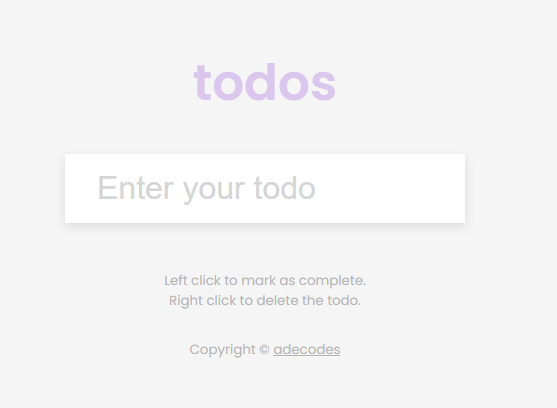 todos
Enter your todo
Left click to mark as complete.
Right click to delete the todo.
Copyright © adecodes